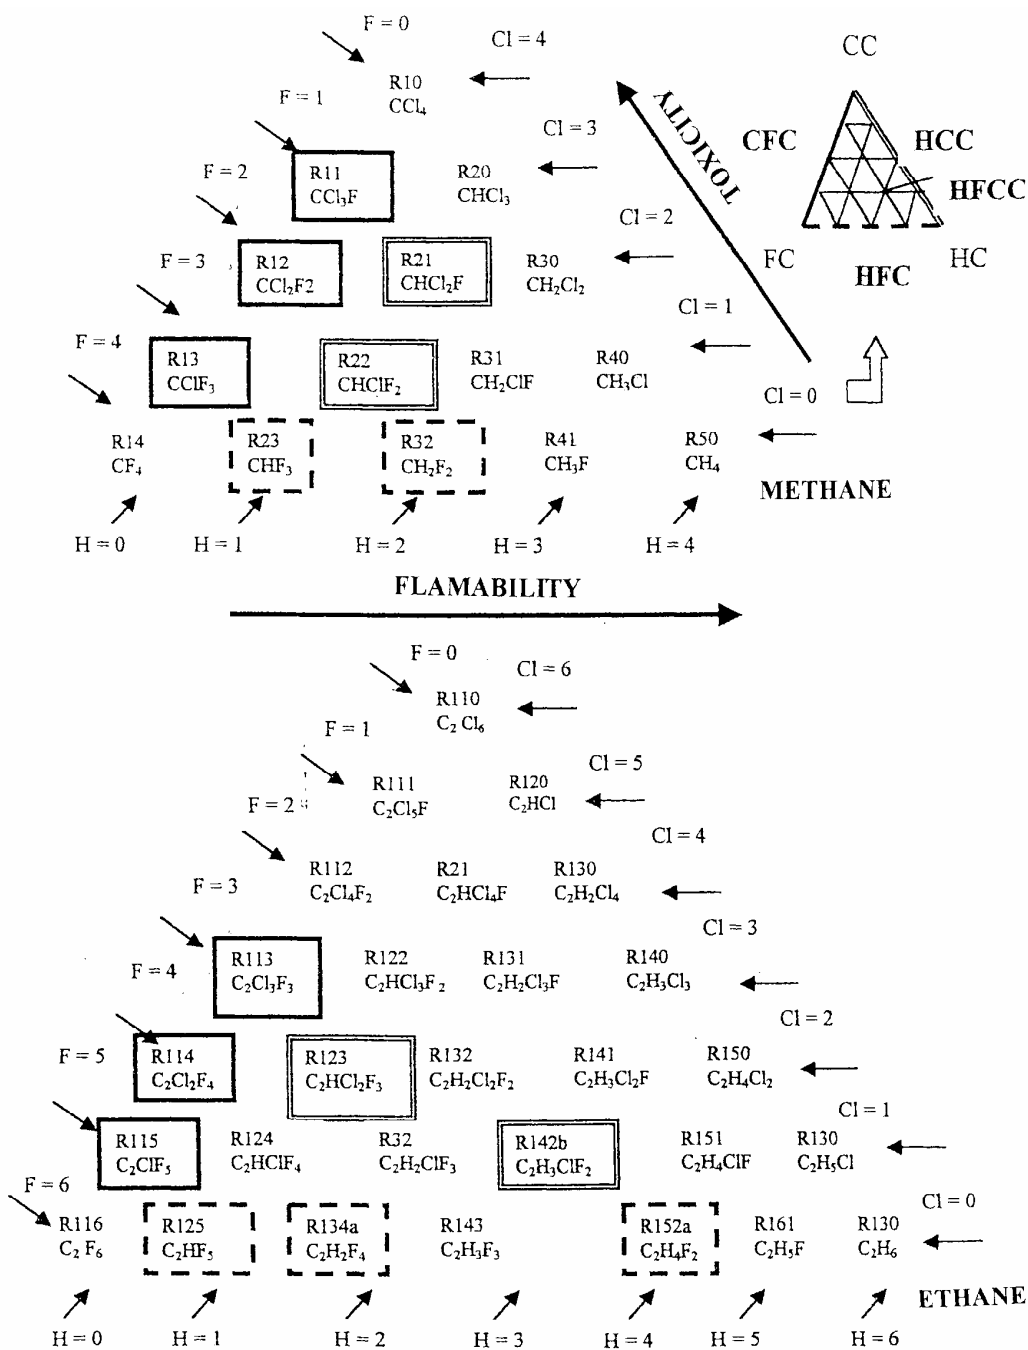 F = 0
Cl = 4
CC
R10
CCl₄
F = 1
Cl = 3
TOXICITY
CFC
HCC
F = 2
R11
CCl₃F
R20
CHCl₃
HFCC
Cl = 2
F = 3
R12
CCl₂F2
R21
CHCl₂F
R30
CH₂Cl₂
FC
HFC
HC
Cl = 1
F = 4
R13
CClF₃
R22
CHClF₂
R31
CH₂ClF
R40
CH₃Cl
Cl = 0
R14
CF₄
R23
CHF₃
R32
CH₂F₂
R41
CH₃F
R50
CH₄
METHANE
H = 0
H = 1
H = 2
H = 3
H = 4
FLAMABILITY
F = 0
Cl = 6
R110
C₂ Cl₆
F = 1
Cl = 5
R111
C₂Cl₅F
R120
C₂HCl
F = 2
Cl = 4
R112
C₂Cl₄F₂
R21
C₂HCl₄F
R130
C₂H₂Cl₄
F = 3
Cl = 3
R113
C₂Cl₃F₃
R122
C₂HCl₃F₂
R131
C₂H₂Cl₃F
R140
C₂H₃Cl₃
F = 4
Cl = 2
R114
C₂Cl₂F₄
R123
C₂HCl₂F₃
R132
C₂H₂Cl₂F₂
R141
C₂H₃Cl₂F
R150
C₂H₄Cl₂
F = 5
Cl = 1
R115
C₂ClF₅
R124
C₂HClF₄
R32
C₂H₂ClF₃
R142b
C₂H₃ClF₂
R151
C₂H₄ClF
R130
C₂H₅Cl
F = 6
Cl = 0
R116
C₂ F₆
R125
C₂HF₅
R134a
C₂H₂F₄
R143
C₂H₃F₃
R152a
C₂H₄F₂
R161
C₂H₅F
R130
C₂H₆
ETHANE
H = 0
H = 1
H = 2
H = 3
H = 4
H = 5
H = 6